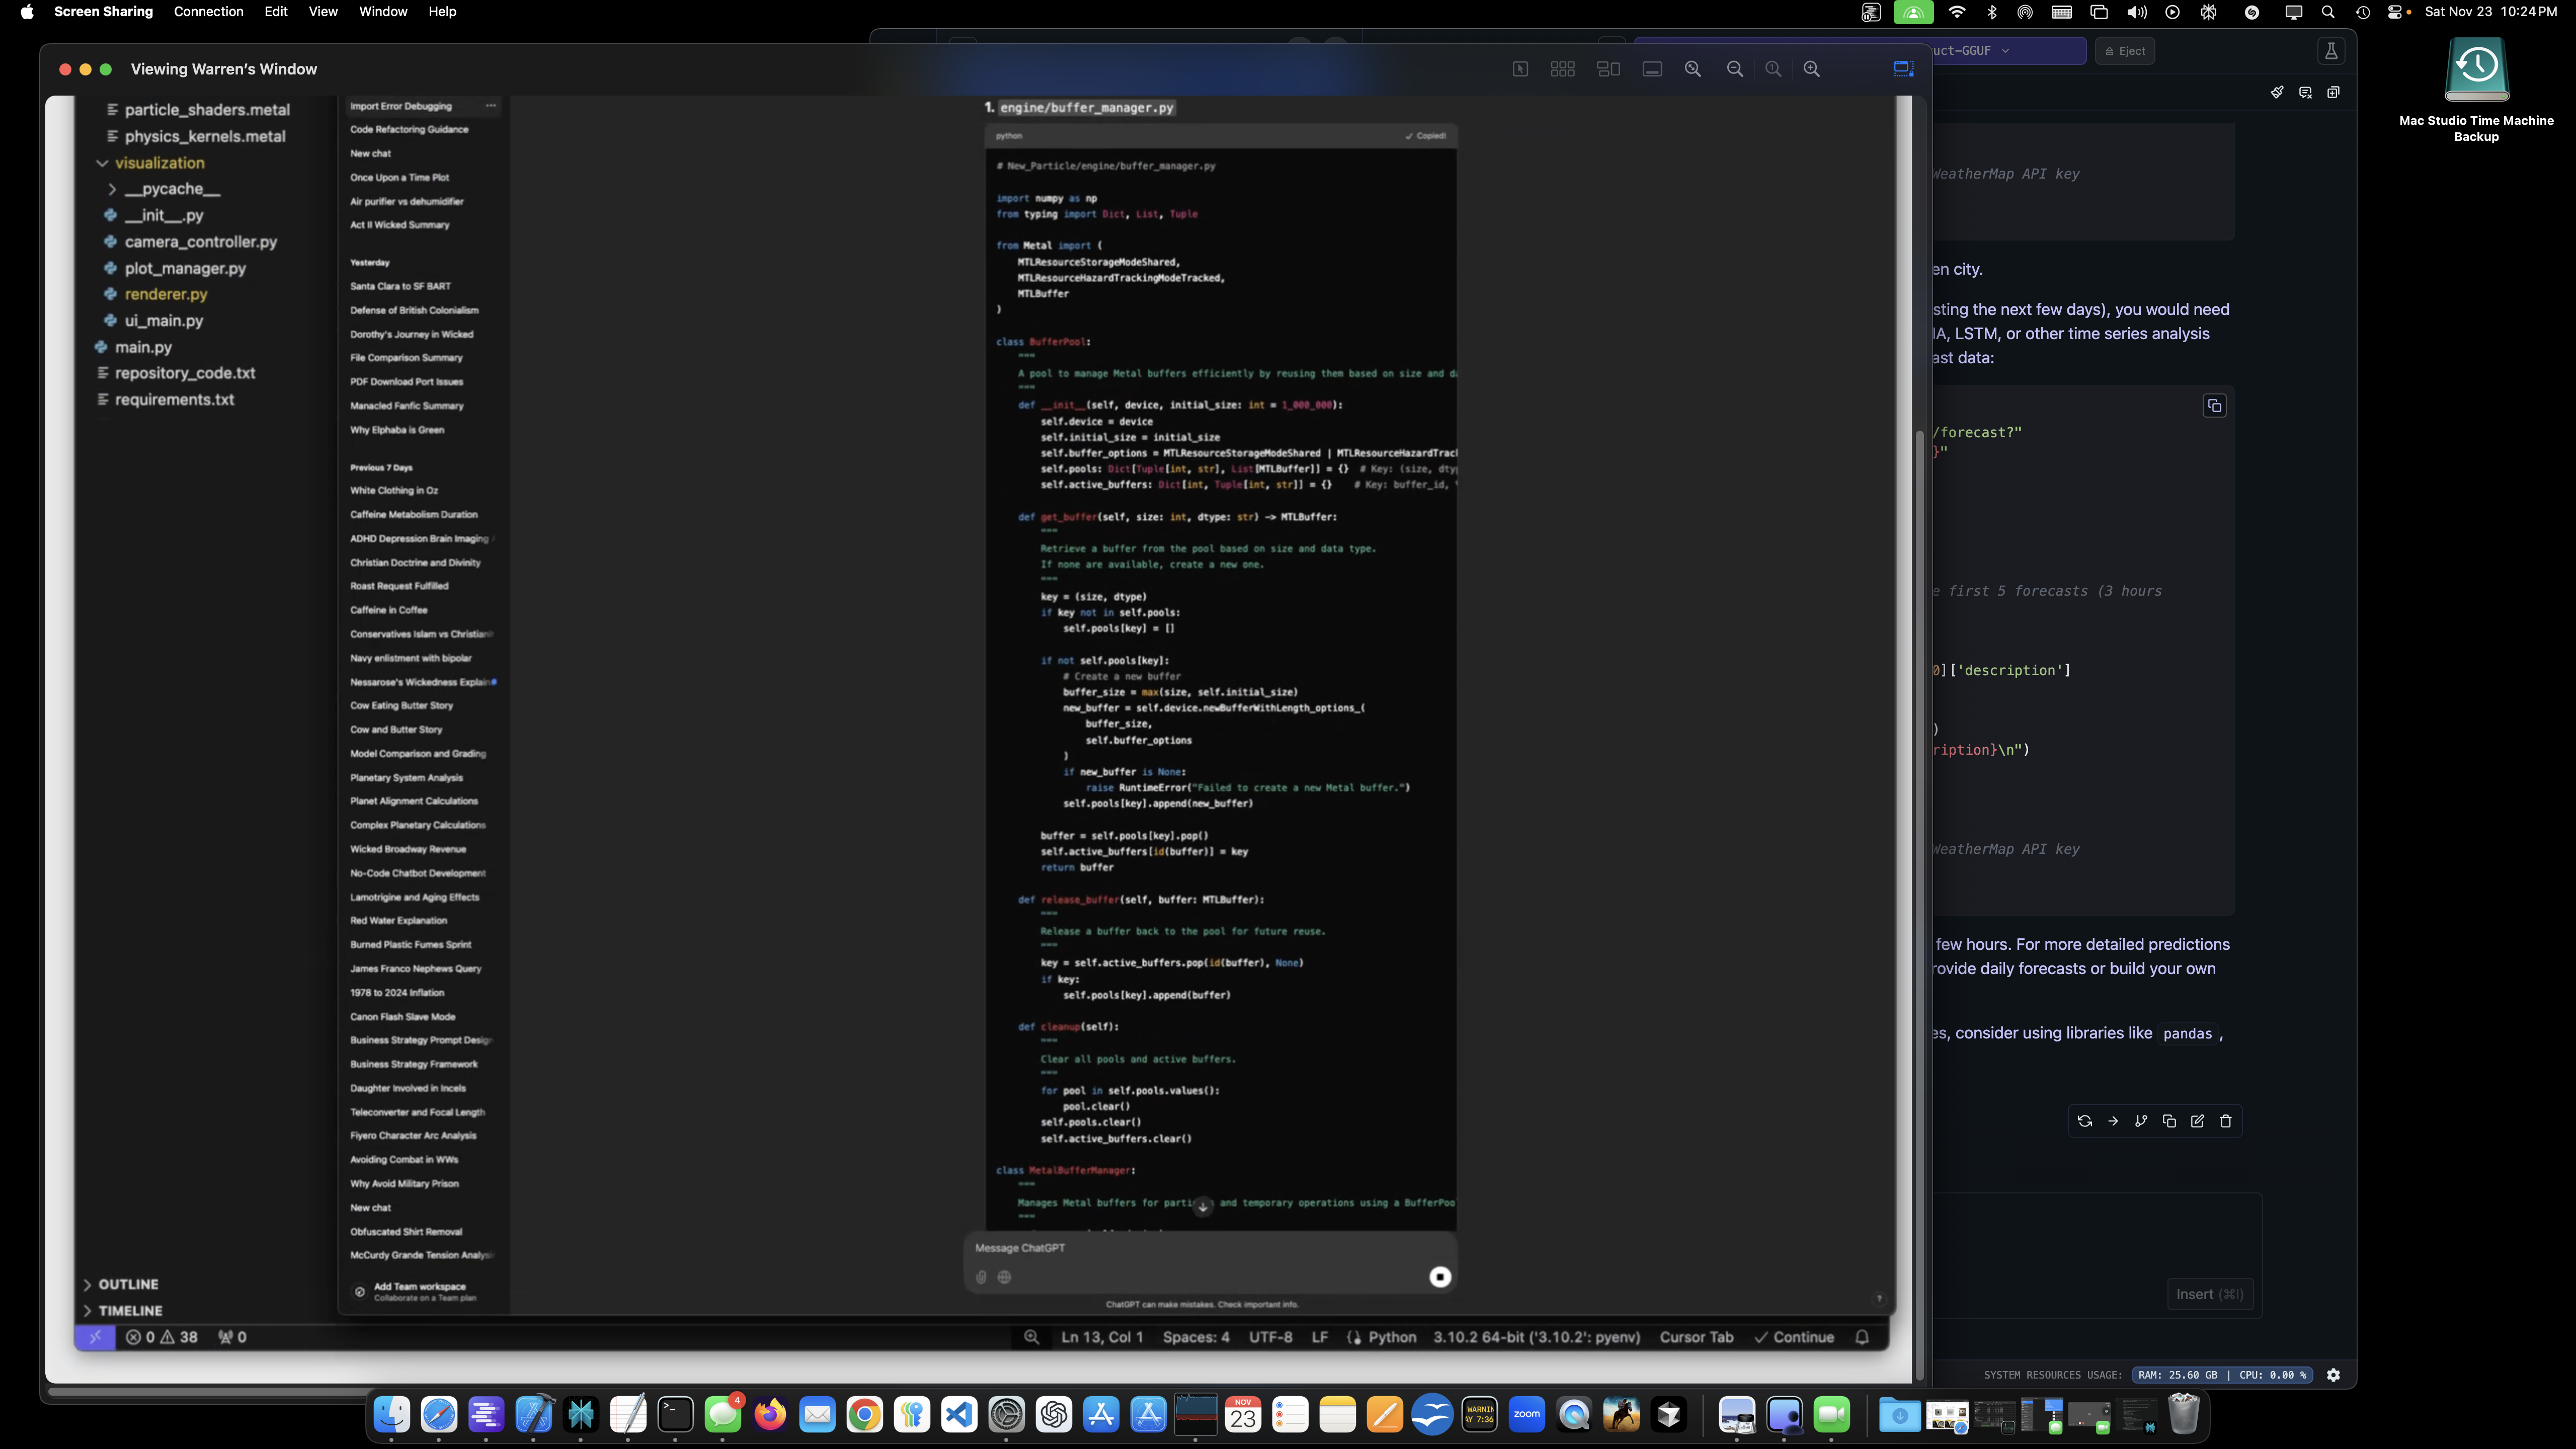 Screen Sharing Connection Edit View Window Help
Sat Nov 23 10:24 PM
Viewing Warren's Window
uct-GGUF
Eject
Mac Studio Time Machine
Backup
particle_shaders.metal
physics_kernels.metal
visualization
__pycache__
__init__.py
camera_controller.py
plot_manager.py
renderer.py
ui_main.py
main.py
repository_code.txt
requirements.txt
OUTLINE
TIMELINE
Import Error Debugging
Code Refactoring Guidance
New chat
Once Upon a Time Plot
Air purifier vs dehumidifier
Act II Wicked Summary
Yesterday
Santa Clara to SF BART
Defense of British Colonialism
Dorothy's Journey in Wicked
File Comparison Summary
PDF Download Port Issues
Manacled Fanfic Summary
Why Elphaba is Green
Previous 7 Days
White Clothing in Oz
Caffeine Metabolism Duration
ADHD Depression Brain Imaging
Christian Doctrine and Divinity
Roast Request Fulfilled
Caffeine in Coffee
Conservatives Islam vs Christiani
Navy enlistment with bipolar
Nessarose's Wickedness Explain
Cow Eating Butter Story
Cow and Butter Story
Model Comparison and Grading
Planetary System Analysis
Planet Alignment Calculations
Complex Planetary Calculations
Wicked Broadway Revenue
No-Code Chatbot Development
Lamotrigine and Aging Effects
Red Water Explanation
Burned Plastic Fumes Sprint
James Franco Nephews Query
1978 to 2024 Inflation
Canon Flash Slave Mode
Business Strategy Prompt Design
Business Strategy Framework
Daughter Involved in Incels
Teleconverter and Focal Length
Fiyero Character Arc Analysis
Avoiding Combat in WWs
Why Avoid Military Prison
New chat
Obfuscated Shirt Removal
McCurdy Grande Tension Analysi
Add Team workspace
Collaborate on a Team plan
1. engine/buffer_manager.py
python
Copied!
# New_Particle/engine/buffer_manager.py
import numpy as np
from typing import Dict, List, Tuple
from Metal import (
MTLResourceStorageModeShared,
MTLResourceHazardTrackingModeTracked,
MTLBuffer
)
class BufferPool:
"""
A pool to manage Metal buffers efficiently by reusing them based on size and d
"""
def __init__(self, device, initial_size: int = 1_000_000):
self.device = device
self.initial_size = initial_size
self.buffer_options = MTLResourceStorageModeShared | MTLResourceHazardTrac
self.pools: Dict[Tuple[int, str], List[MTLBuffer]] = {} # Key: (size, dty
self.active_buffers: Dict[int, Tuple[int, str]] = {} # Key: buffer_id,
def get_buffer(self, size: int, dtype: str) -> MTLBuffer:
"""
Retrieve a buffer from the pool based on size and data type.
If none are available, create a new one.
"""
key = (size, dtype)
if key not in self.pools:
self.pools[key] = []
if not self.pools[key]:
# Create a new buffer
buffer_size = max(size, self.initial_size)
new_buffer = self.device.newBufferWithLength_options_(
buffer_size,
self.buffer_options
)
if new_buffer is None:
raise RuntimeError("Failed to create a new Metal buffer.")
self.pools[key].append(new_buffer)
buffer = self.pools[key].pop()
self.active_buffers[id(buffer)] = key
return buffer
def release_buffer(self, buffer: MTLBuffer):
"""
Release a buffer back to the pool for future reuse.
"""
key = self.active_buffers.pop(id(buffer), None)
if key:
self.pools[key].append(buffer)
def cleanup(self):
"""
Clear all pools and active buffers.
"""
for pool in self.pools.values():
pool.clear()
self.pools.clear()
self.active_buffers.clear()
class MetalBufferManager:
"""
Manages Metal buffers for parti and temporary operations using a BufferPoo
"""
Message ChatGPT
ChatGPT can make mistakes. Check important info.
?
0 38 0
Ln 13, Col 1 Spaces: 4 UTF-8 LF Python 3.10.2 64-bit ('3.10.2': pyenv) Cursor Tab Continue
WeatherMap API key
en city.
sting the next few days), you would need
IA, LSTM, or other time series analysis
ast data:
/forecast?"
}"
e first 5 forecasts (3 hours
0]['description']
)
ription}\n")
WeatherMap API key
few hours. For more detailed predictions
rovide daily forecasts or build your own
es, consider using libraries like pandas ,
Insert (⌘I)
SYSTEM RESOURCES USAGE: RAM: 25.60 GB | CPU: 0.00 %
4
NOV
23
zoom